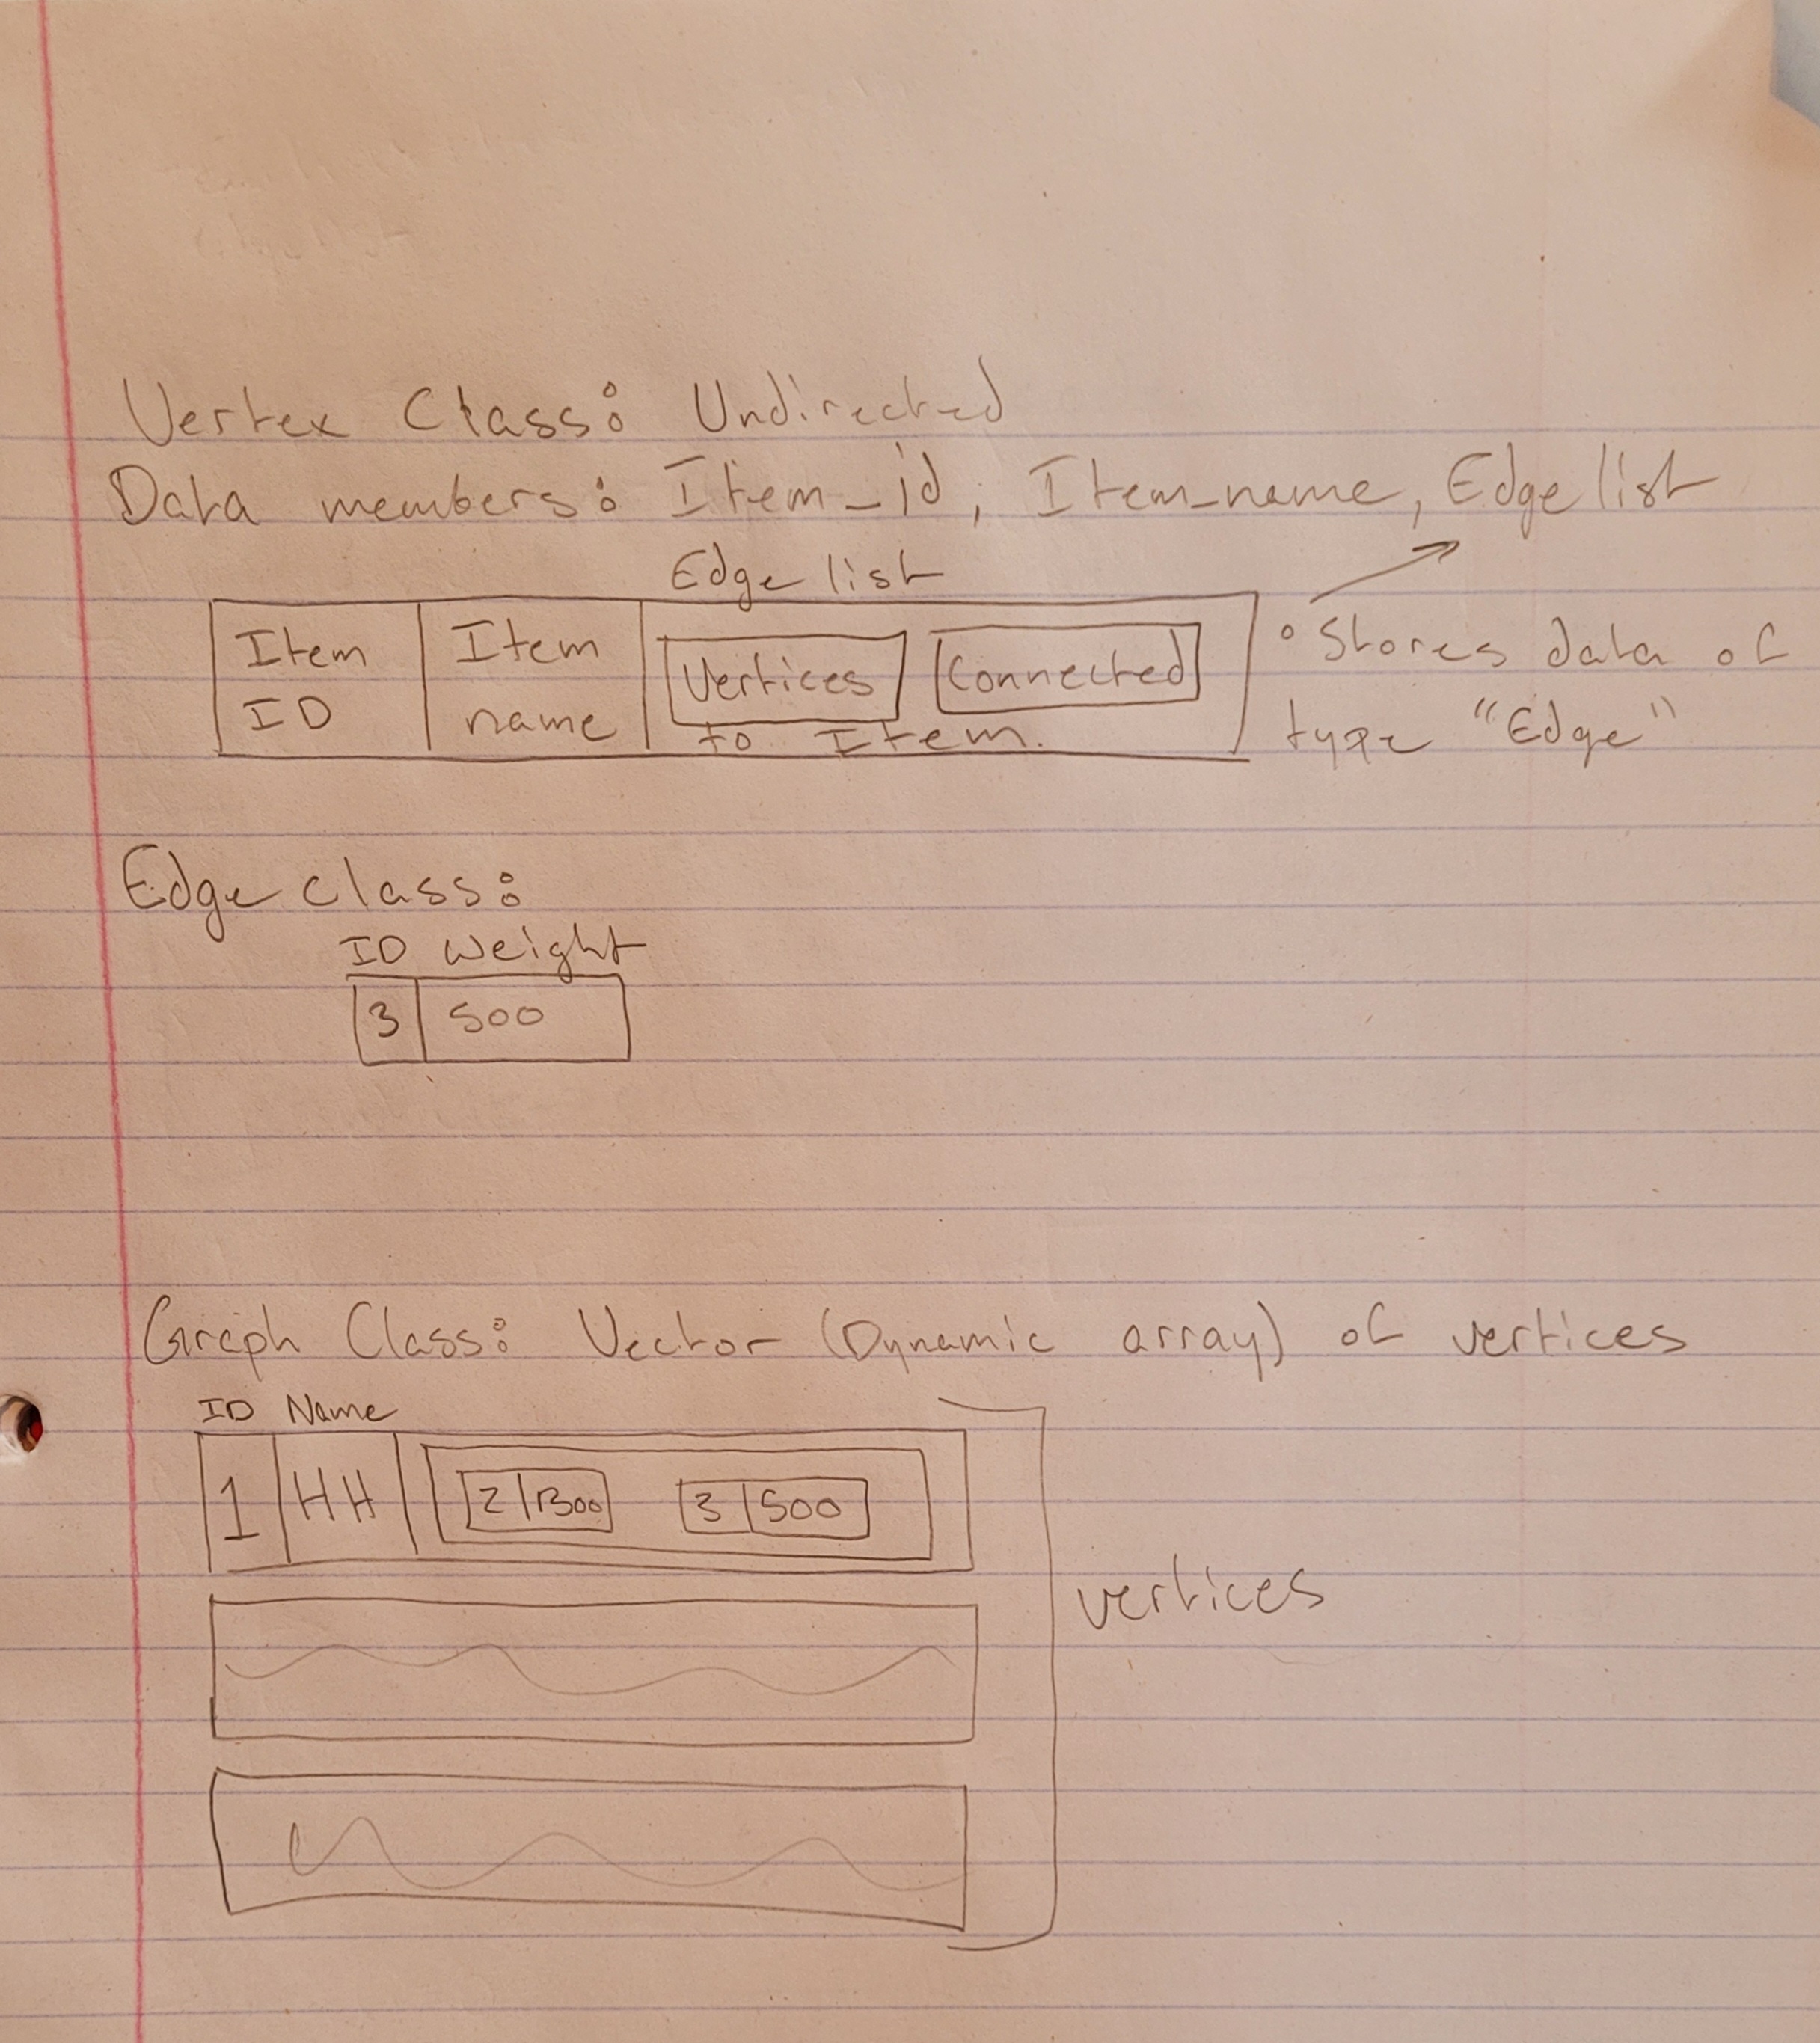 Vertex Class: Undirected
Data members: Item_id, Item_name, Edge list
Edge list
Item ID
Item name
Vertices
Connected
to Item.
• Stores data of
type "Edge"
Edge class:
ID Weight
3 500
Graph Class: Vector (Dynamic array) of vertices
ID Name
1 HH 2 1300 3 500
vertices